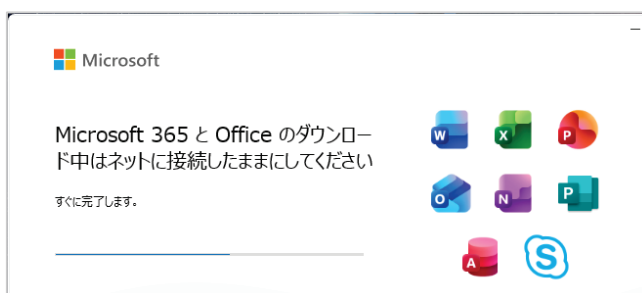 Microsoft
Microsoft 365 と Office のダウンロー
ド中はネットに接続したままにしてください
すぐに完了します。
W
X
P
O
N
P
A
S